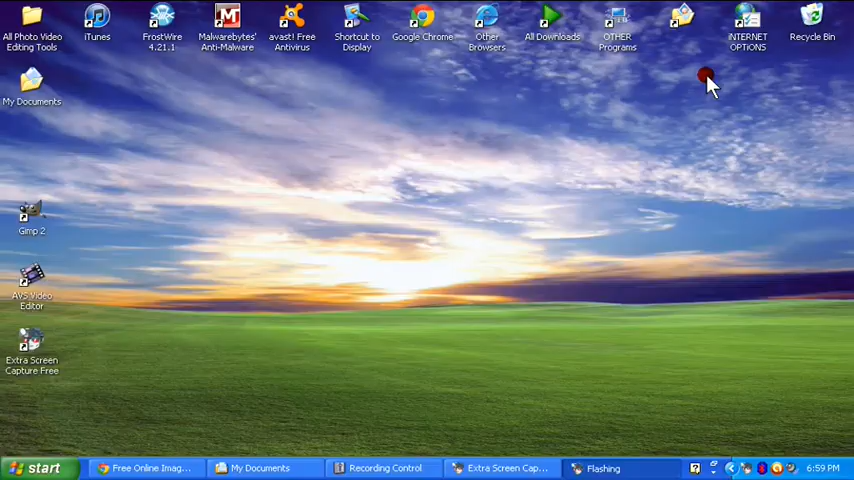 All Photo Video
Editing Tools
iTunes
FrostWire
4.21.1
Malwarebytes'
Anti-Malware
avast! Free
Antivirus
Shortcut to
Display
Google Chrome
Other
Browsers
All Downloads
OTHER
Programs
iNTERNET
OPTiONS
Recycle Bin
My Documents
Gimp 2
AVS Video
Editor
Extra Screen
Capture Free
start
Free Online Imag...
My Documents
Recording Control
Extra Screen Cap...
Flashing
6:59 PM